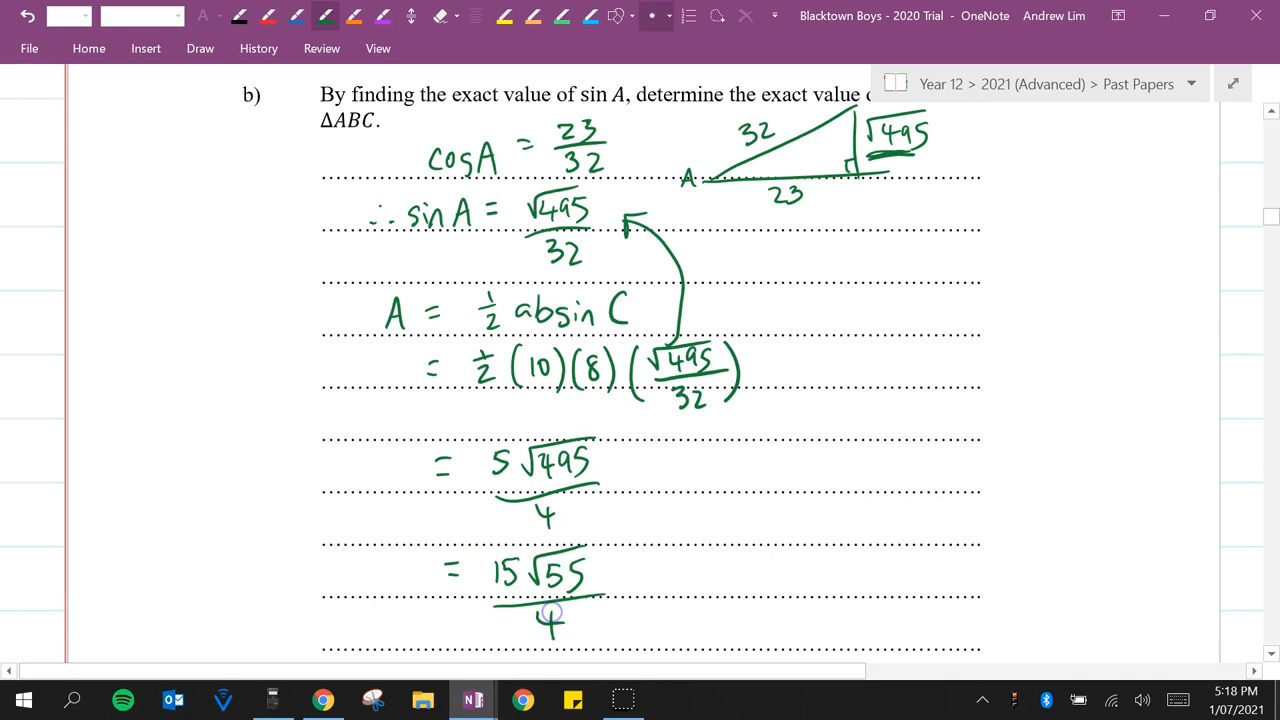 Blacktown Boys - 2020 Trial - OneNote
Andrew Lim
File Home Insert Draw History Review View
Year 12 > 2021 (Advanced) > Past Papers
b) By finding the exact value of sin A, determine the exact value
ΔABC.
cosA = 23/32
32
√495
A
23
∴ sin A = √495/32
A = 1/2 absin C
= 1/2 (10)(8)(√495/32)
= 5√495/4
= 15√55/4
5:18 PM
1/07/2021